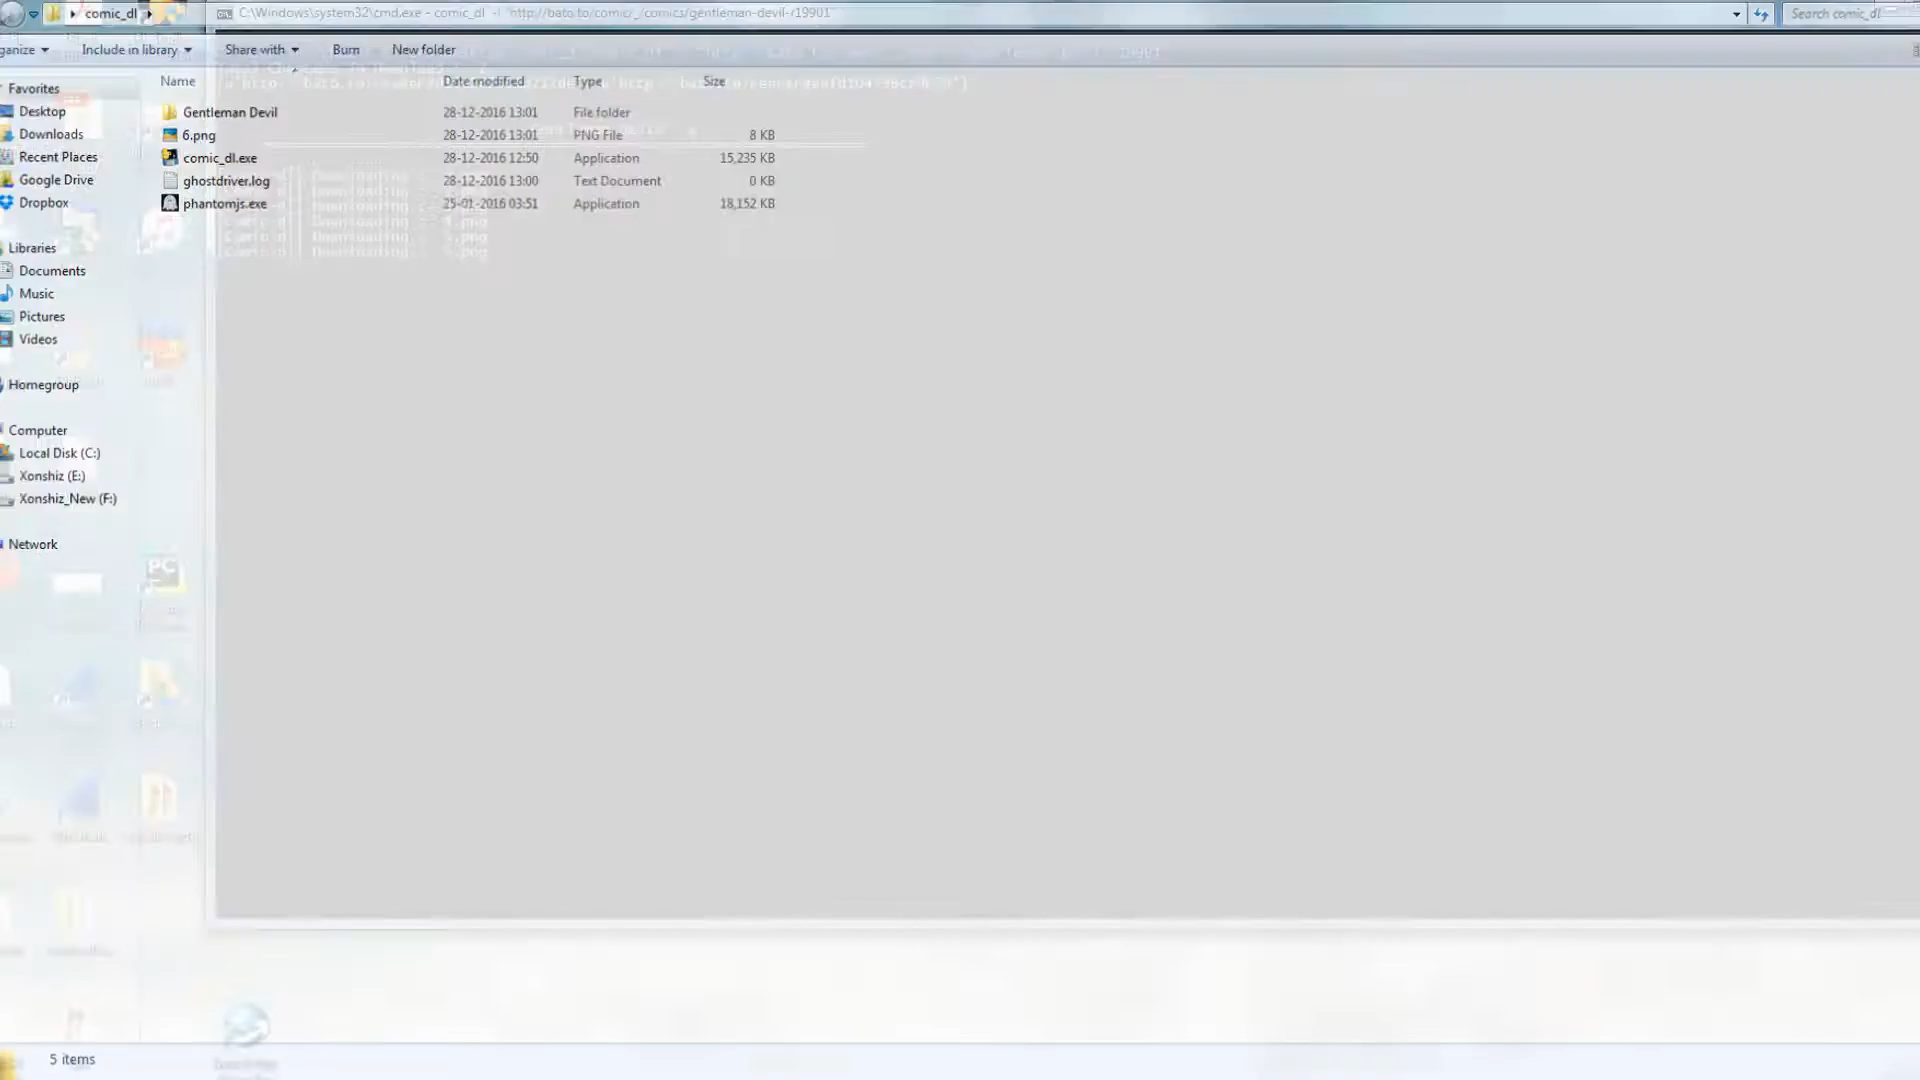 comic_dl
C:\Windows\system32\cmd.exe - comic_dl -i "http://bato.to/comic/_/comics/gentleman-devil-r19901
Search comic_dl
ganize
Include in library
Share with
Burn
New folder
Name
Date modified
Type
Size
Favorites
Desktop
Downloads
Recent Places
Google Drive
Dropbox
Libraries
Documents
Music
Pictures
Videos
Homegroup
Computer
Local Disk (C:)
Xonshiz (E:)
Xonshiz_New (F:)
Network
Gentleman Devil 28-12-2016 13:01 File folder
6.png 28-12-2016 13:01 PNG File 8 KB
comic_dl.exe 28-12-2016 12:50 Application 15,235 KB
ghostdriver.log 28-12-2016 13:00 Text Document 0 KB
phantomjs.exe 25-01-2016 03:51 Application 18,152 KB
PC
5 items